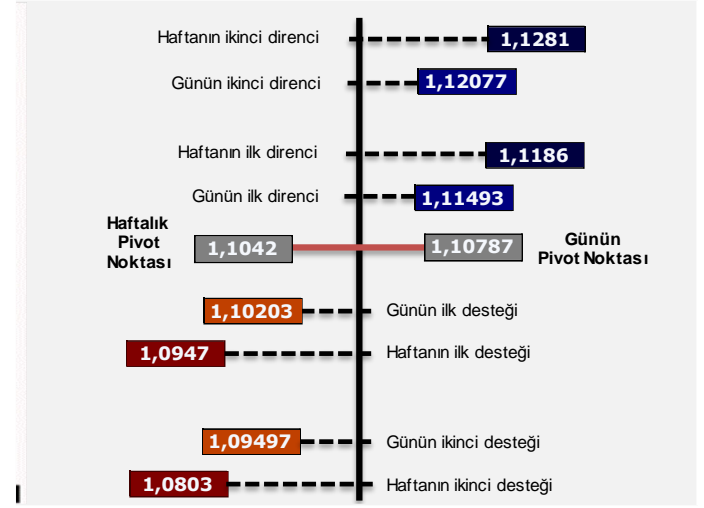 Haftanın ikinci direnci 1,1281
Günün ikinci direnci 1,12077
Haftanın ilk direnci 1,1186
Günün ilk direnci 1,11493
Haftalık
Pivot
Noktası
1,1042 1,10787
Günün
Pivot Noktası
1,10203 Günün ilk desteği
1,0947 Haftanın ilk desteği
1,09497 Günün ikinci desteği
1,0803 Haftanın ikinci desteği